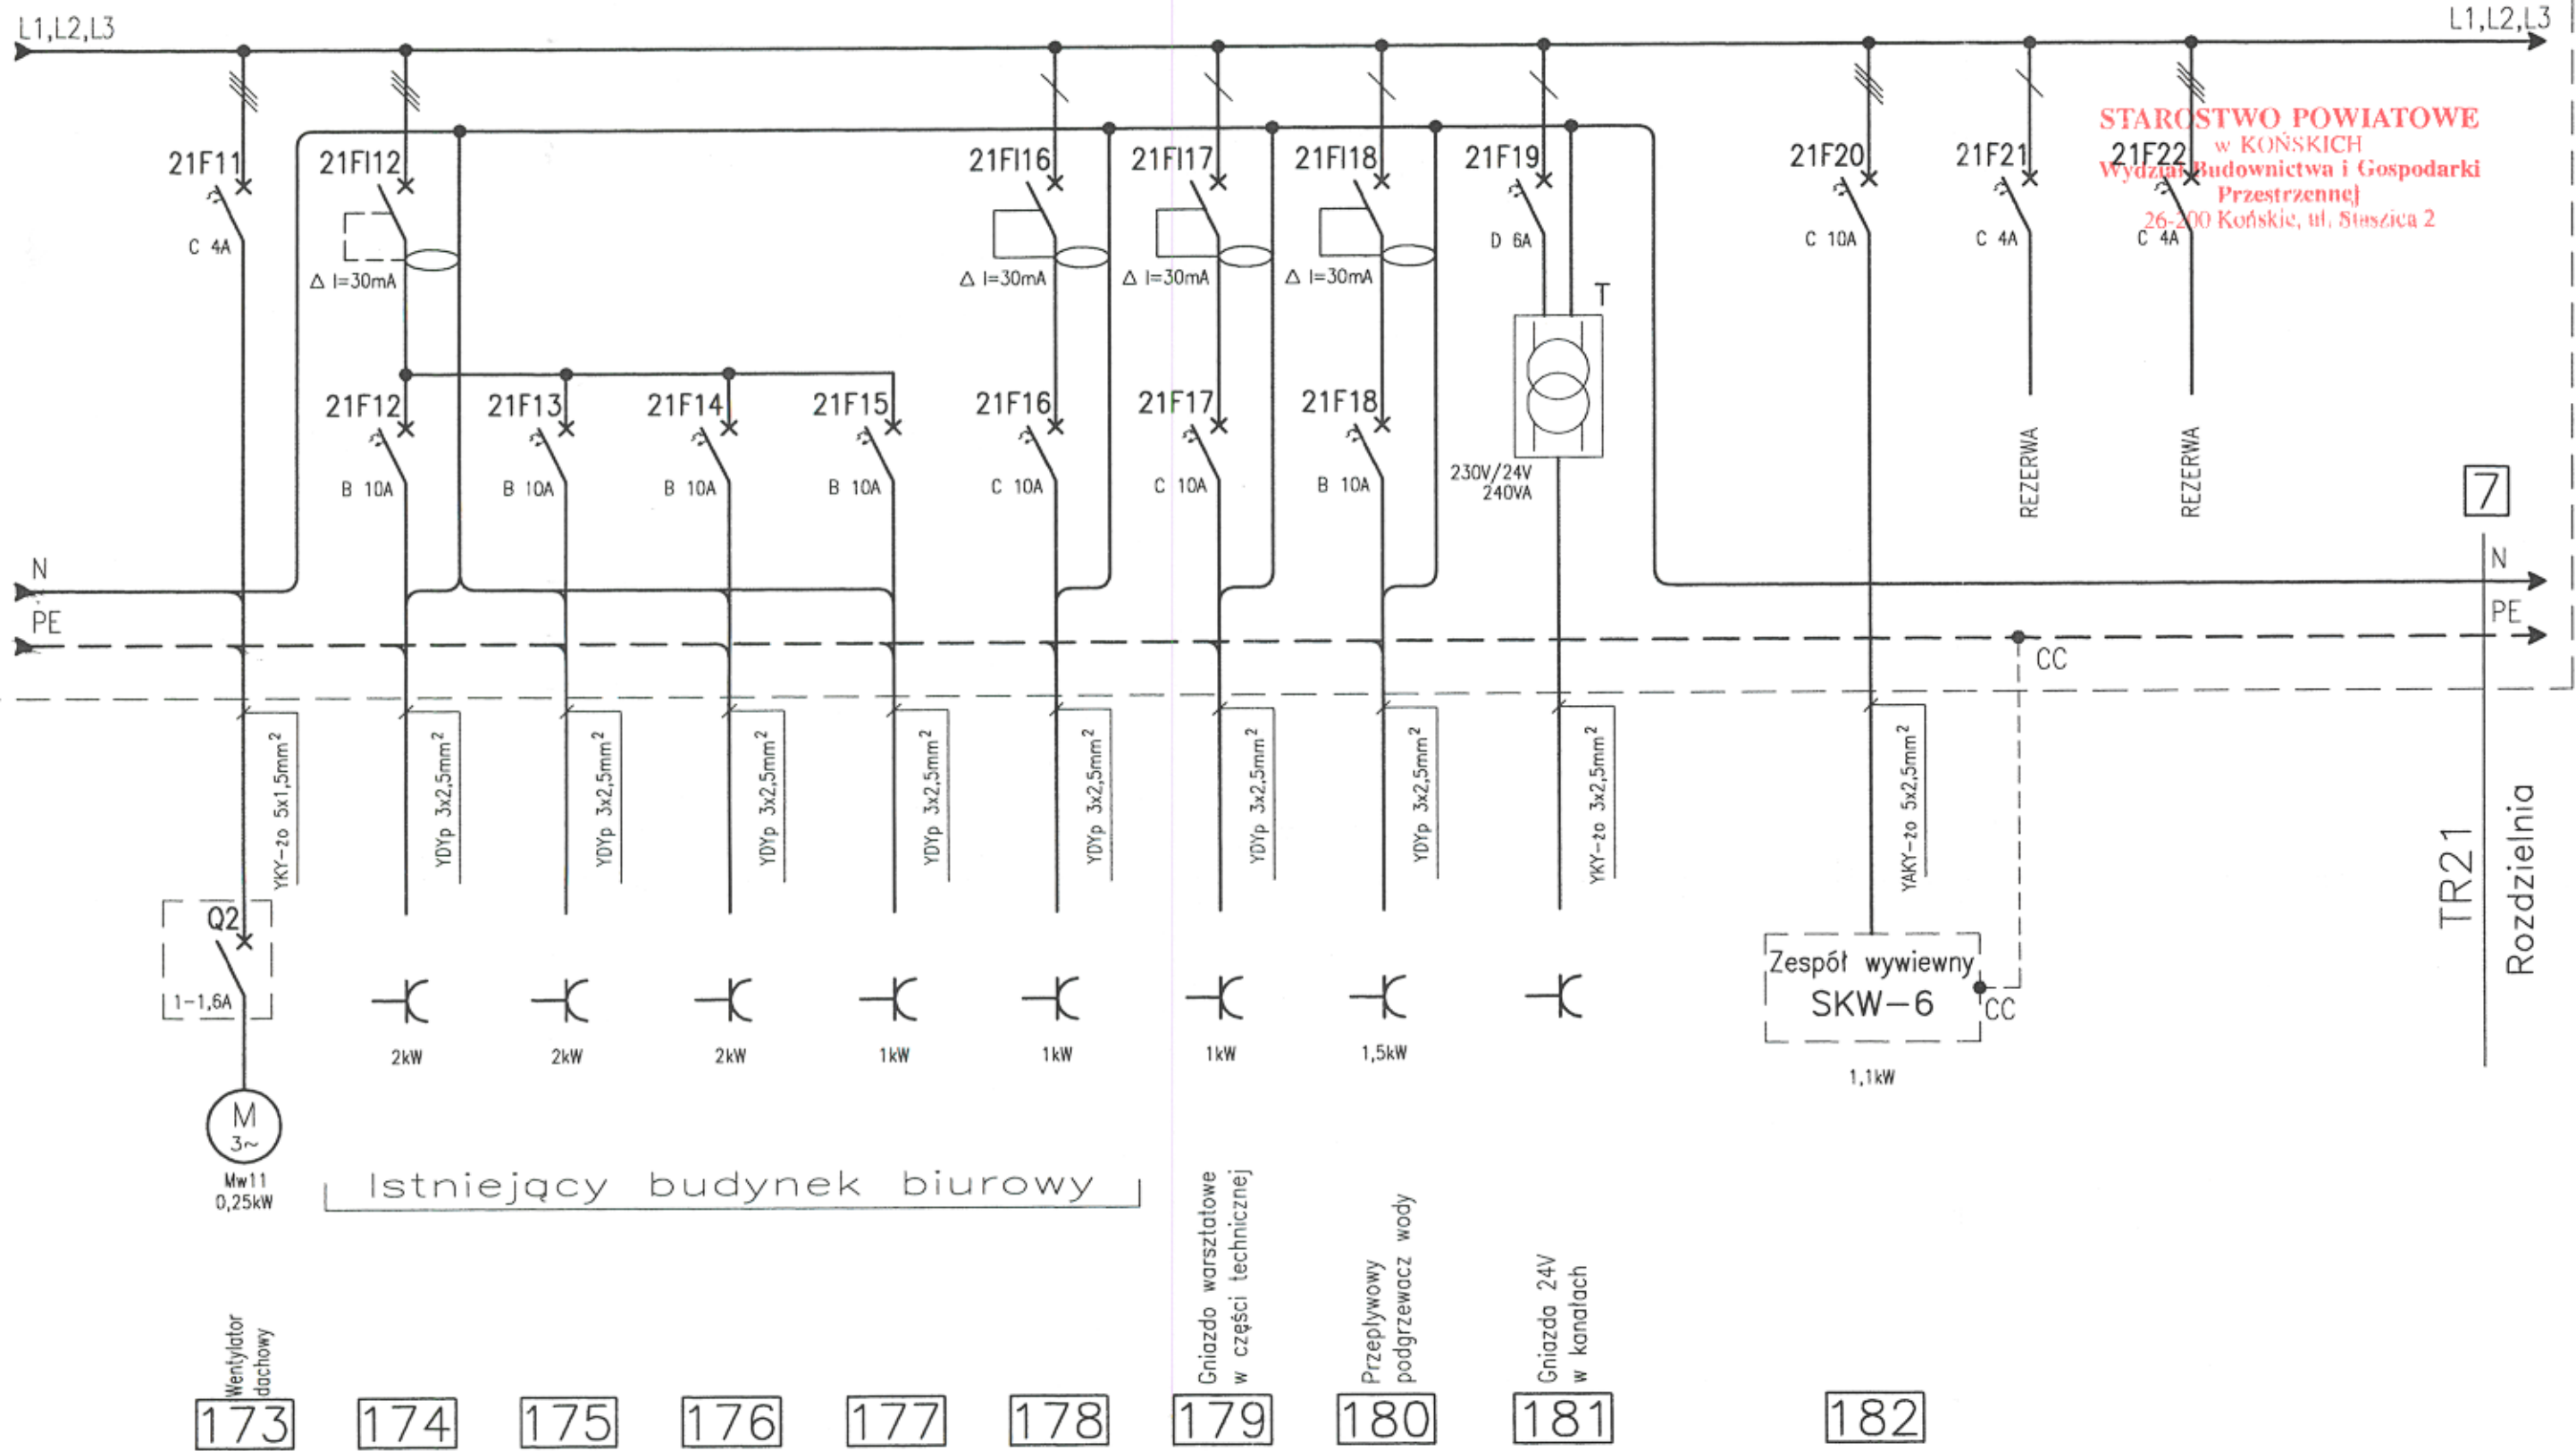 L1,L2,L3
L1,L2,L3
STAROSTWO POWIATOWE
w KOŃSKICH
Wydział Budownictwa i Gospodarki
Przestrzennej
26-200 Końskie, ul. Staszica 2
21F11
C 4A
21FI12
Δ I=30mA
21FI16
Δ I=30mA
21FI17
Δ I=30mA
21FI18
Δ I=30mA
21F19
D 6A
T
230V/24V
240VA
21F20
C 10A
21F21
C 4A
REZERWA
21F22
C 4A
REZERWA
21F12
B 10A
21F13
B 10A
21F14
B 10A
21F15
B 10A
21F16
C 10A
21F17
C 10A
21F18
B 10A
7
N
PE
N
PE
CC
YKY-żo 5x1,5mm²
YDYp 3x2,5mm²
YDYp 3x2,5mm²
YDYp 3x2,5mm²
YDYp 3x2,5mm²
YDYp 3x2,5mm²
YDYp 3x2,5mm²
YDYp 3x2,5mm²
YKY-żo 3x2,5mm²
YAKY-żo 5x2,5mm²
TR21
Rozdzielnia
Q2
1-1,6A
M
3~
Mw11
0,25kW
2kW
2kW
2kW
1kW
1kW
1kW
1,5kW
Zespół wywiewny
SKW-6
CC
1,1kW
Istniejący budynek biurowy
Wentylator
dachowy
Gniazdo warsztatowe
w części technicznej
Przepływowy
podgrzewacz wody
Gniazda 24V
w kanałach
173
174
175
176
177
178
179
180
181
182